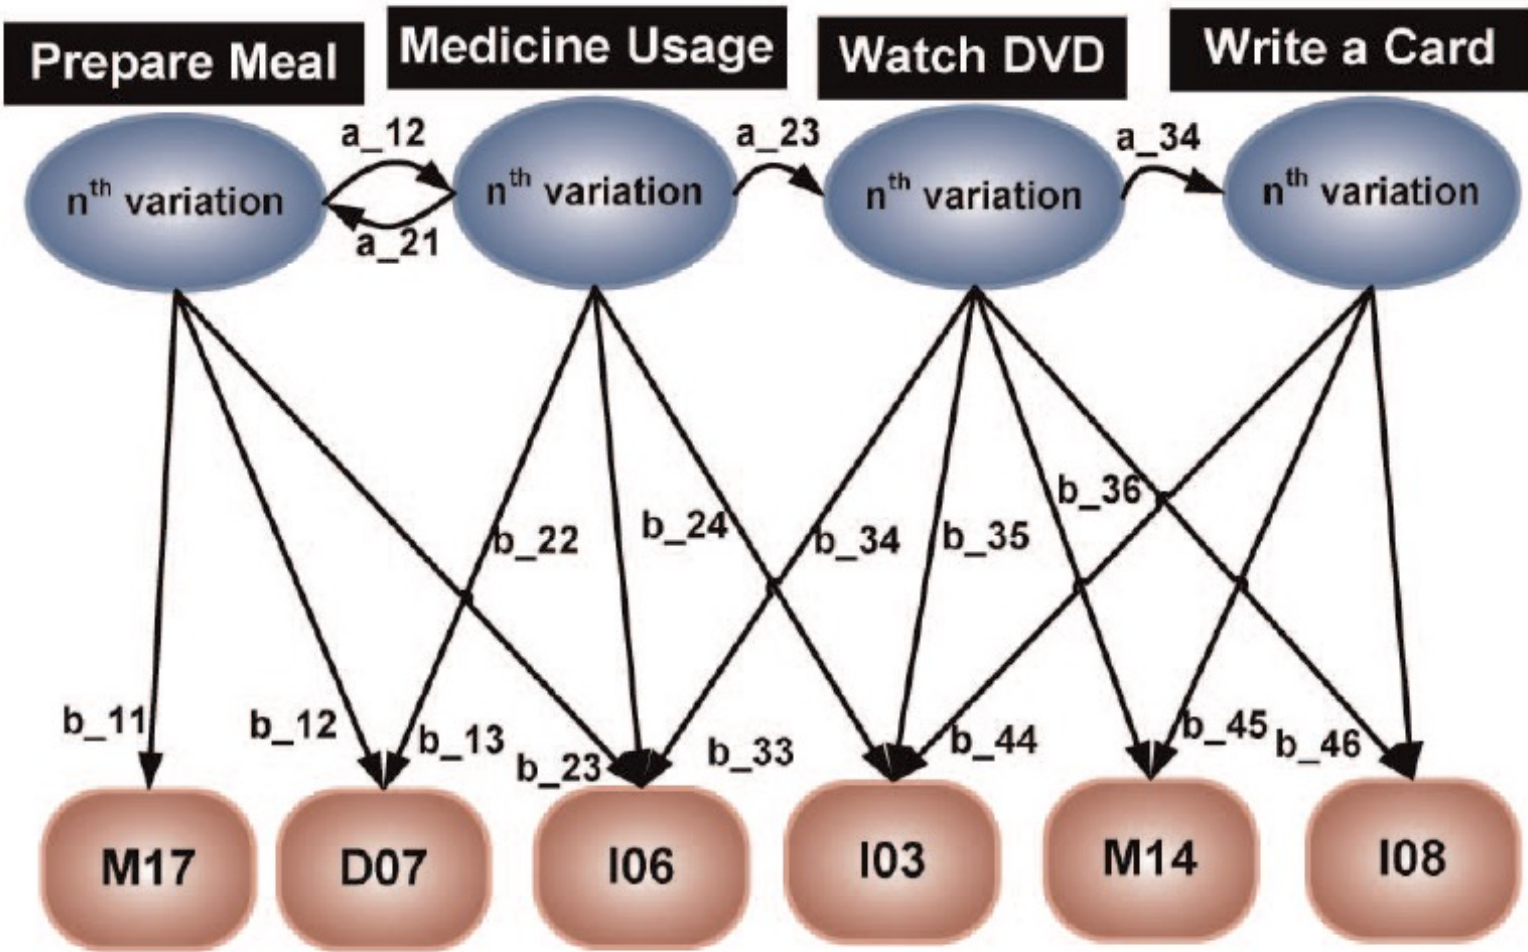 Prepare Meal
Medicine Usage
Watch DVD
Write a Card
a_12
a_23
a_34
nth variation
nth variation
nth variation
nth variation
a_21
b_36
b_22
b_24
b_34
b_35
b_11
b_12
b_13
b_23
b_33
b_44
b_45
b_46
M17
D07
I06
I03
M14
I08